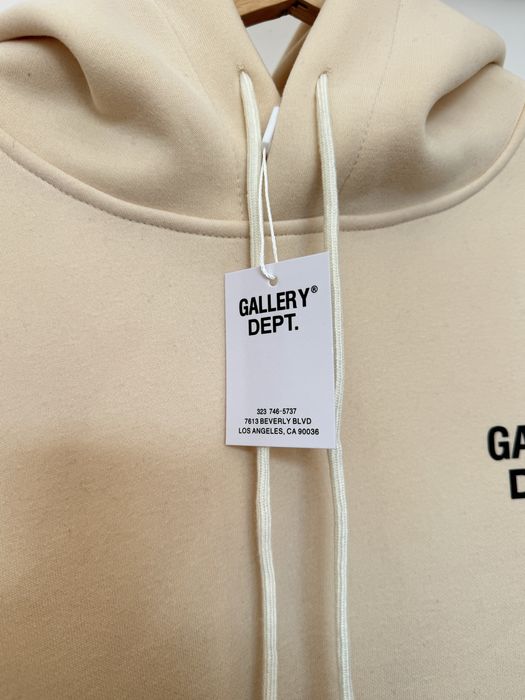 GALLERY®
DEPT.
323 746-5737
7613 BEVERLY BLVD
LOS ANGELES, CA 90036
GA
D